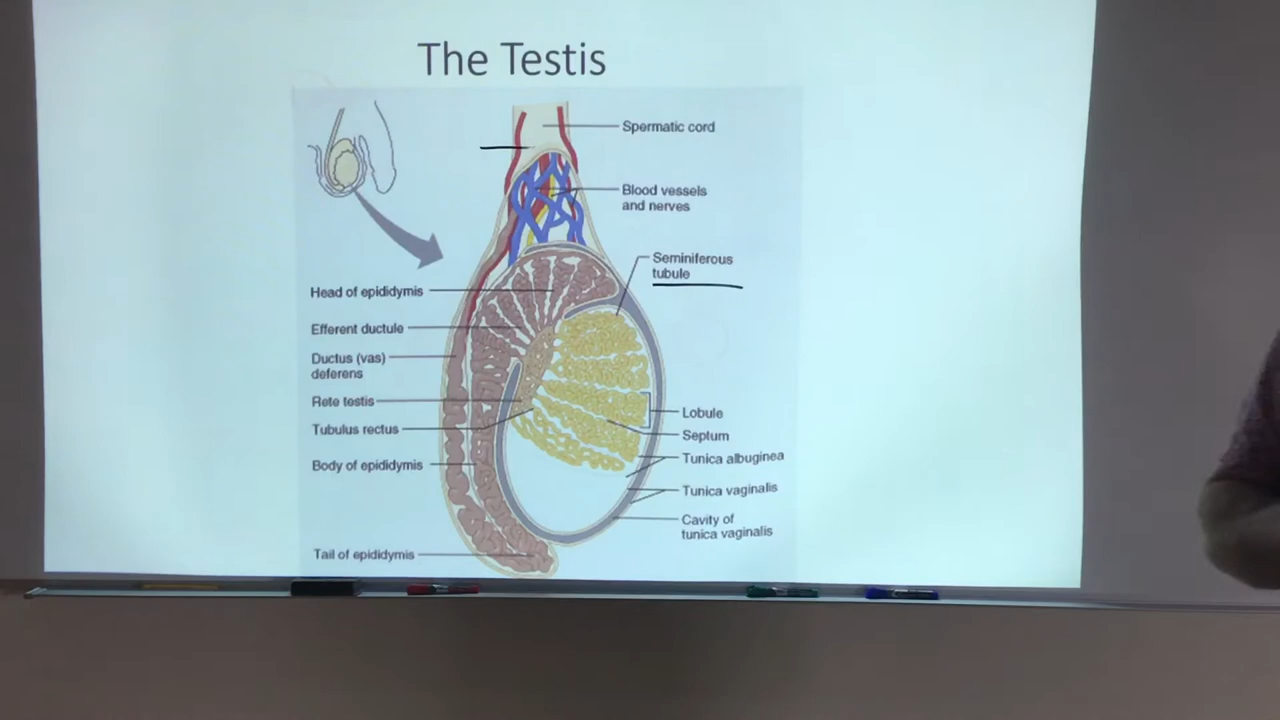 The Testis
Spermatic cord
Blood vessels
and nerves
Seminiferous
tubule
Head of epididymis
Efferent ductule
Ductus (vas)
deferens
Rete testis
Tubulus rectus
Body of epididymis
Tail of epididymis
Lobule
Septum
Tunica albuginea
Tunica vaginalis
Cavity of
tunica vaginalis